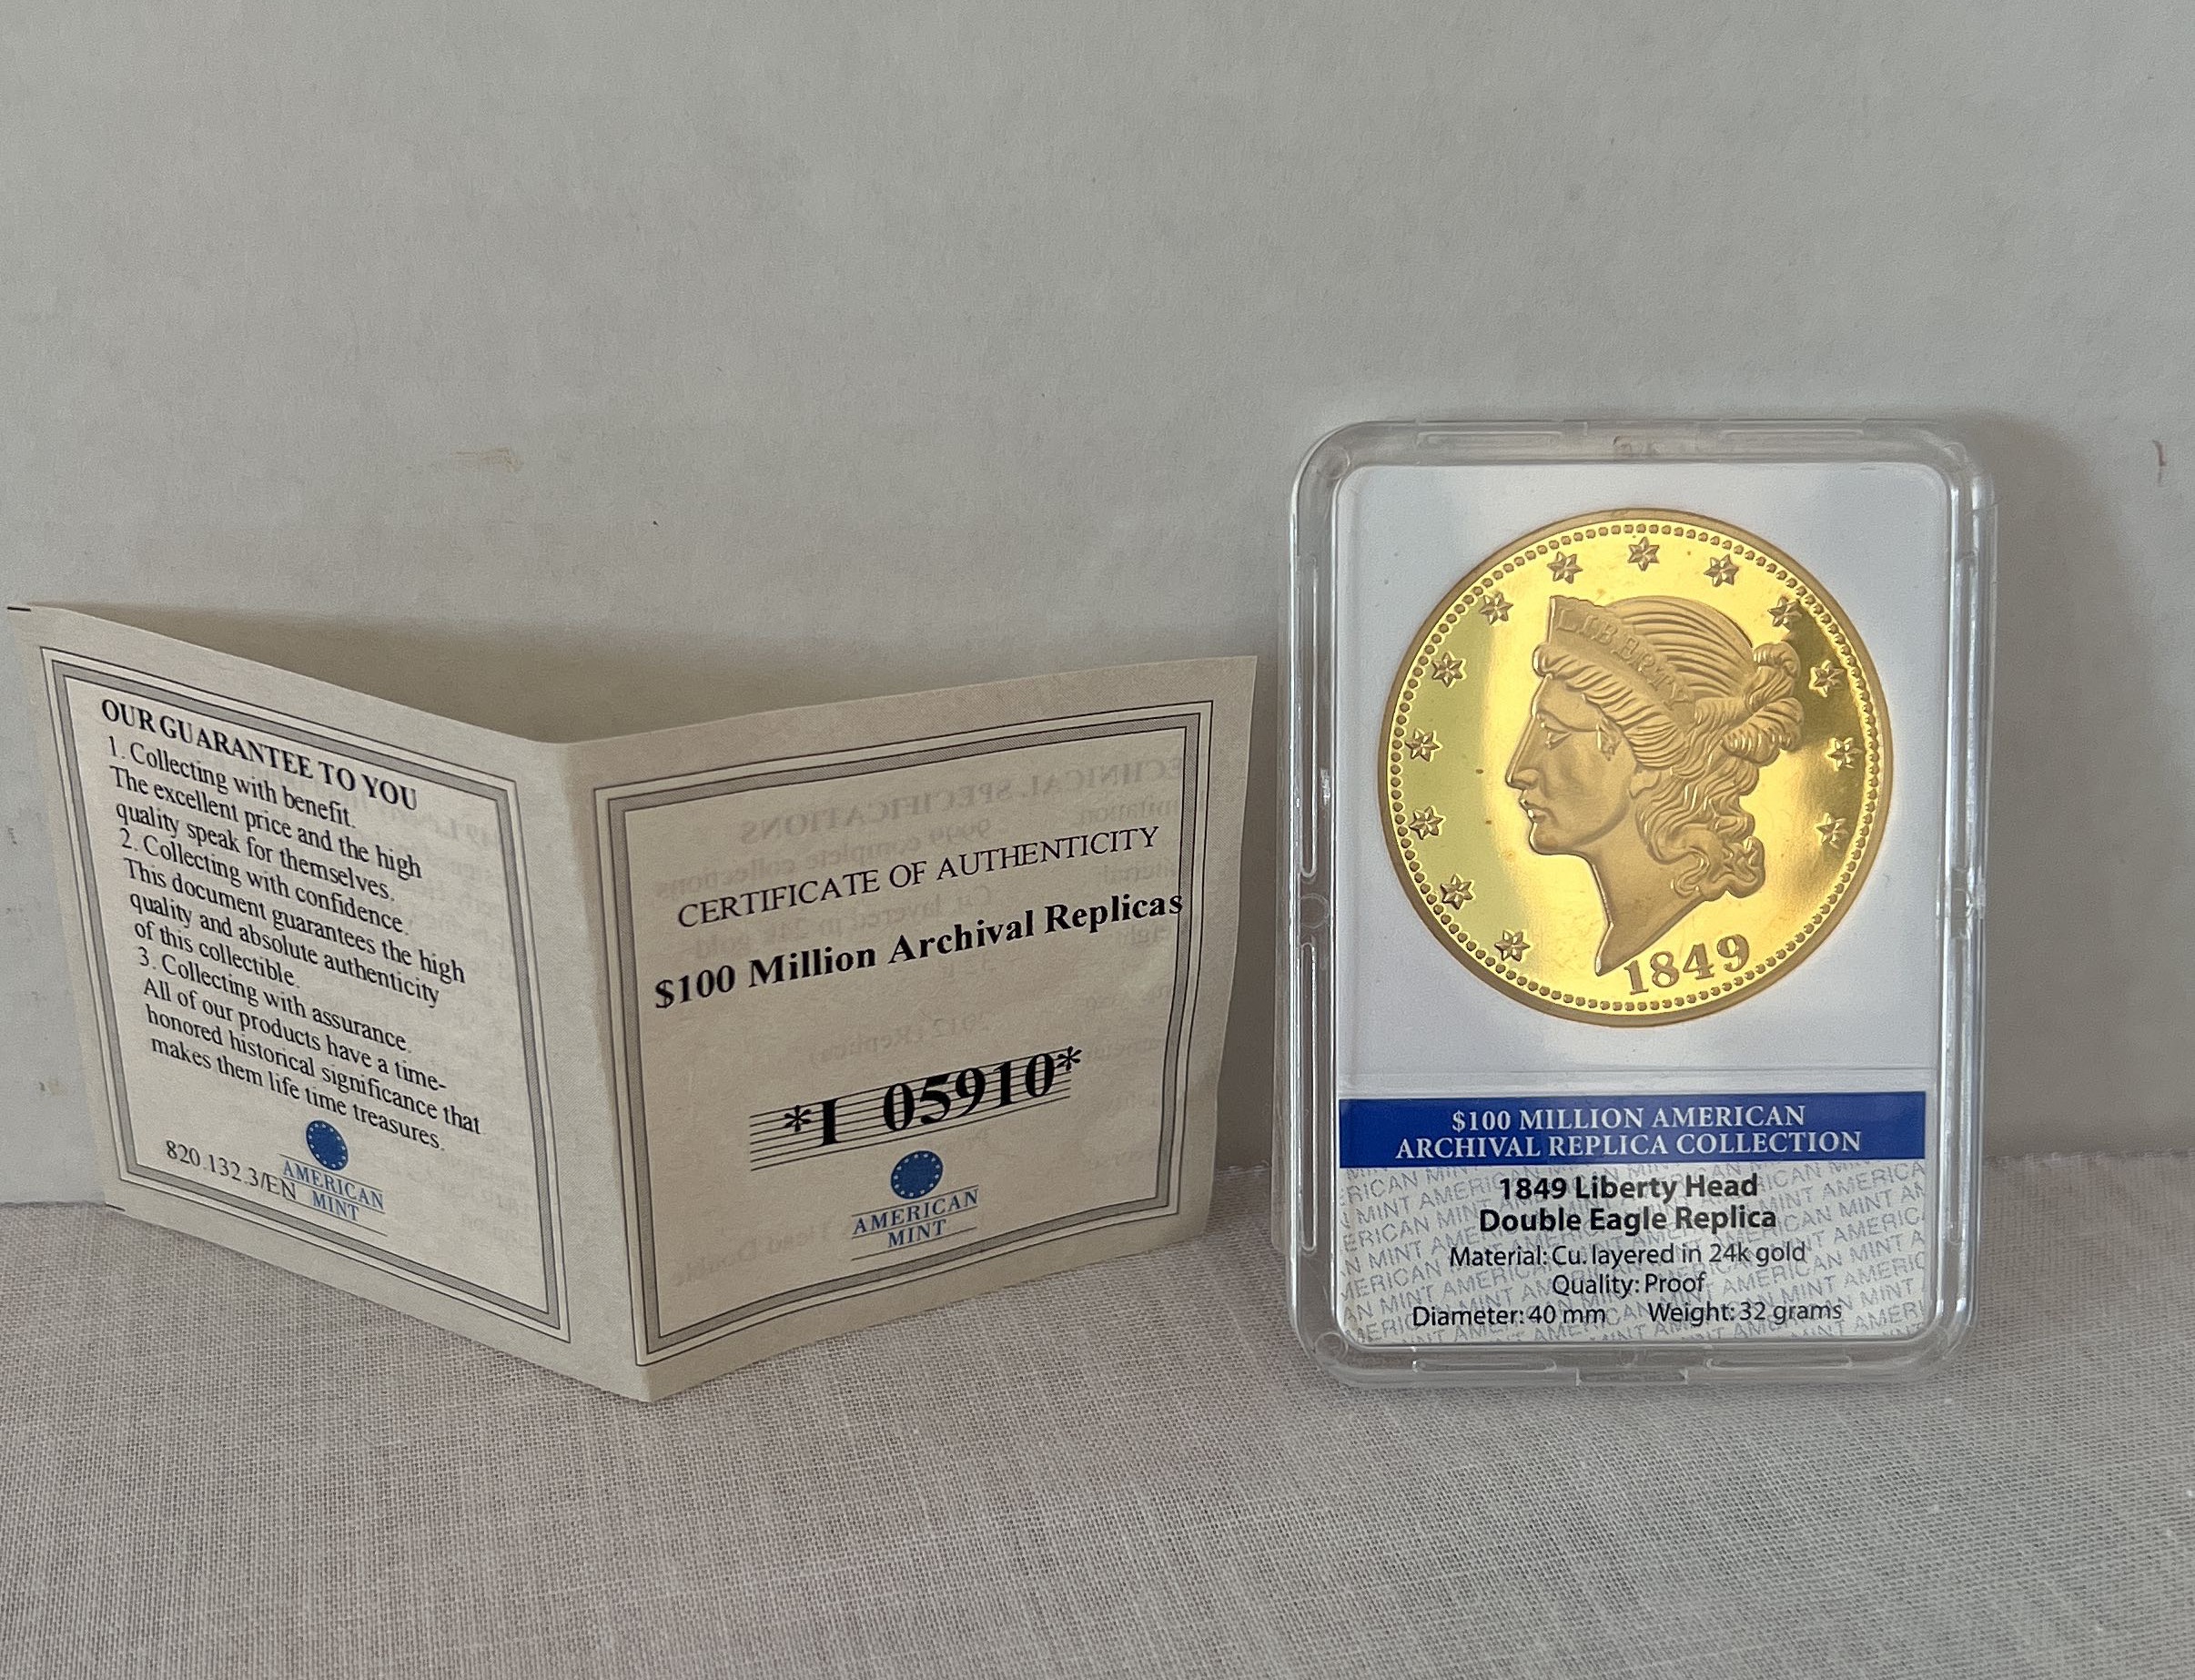 OUR GUARANTEE TO YOU
1. Collecting with benefit.
The excellent price and the high
quality speak for themselves.
2. Collecting with confidence.
This document guarantees the high
quality and absolute authenticity
of this collectible.
3. Collecting with assurance.
All of our products have a time-
honored historical significance that
makes them life time treasures.
820.132.3/EN
AMERICAN
MINT
CERTIFICATE OF AUTHENTICITY
$100 Million Archival Replicas
*I 05910*
AMERICAN
MINT
LIBERTY
1849
$100 MILLION AMERICAN
ARCHIVAL REPLICA COLLECTION
1849 Liberty Head
Double Eagle Replica
Material: Cu. layered in 24k gold
Quality: Proof
Diameter: 40 mm Weight: 32 grams